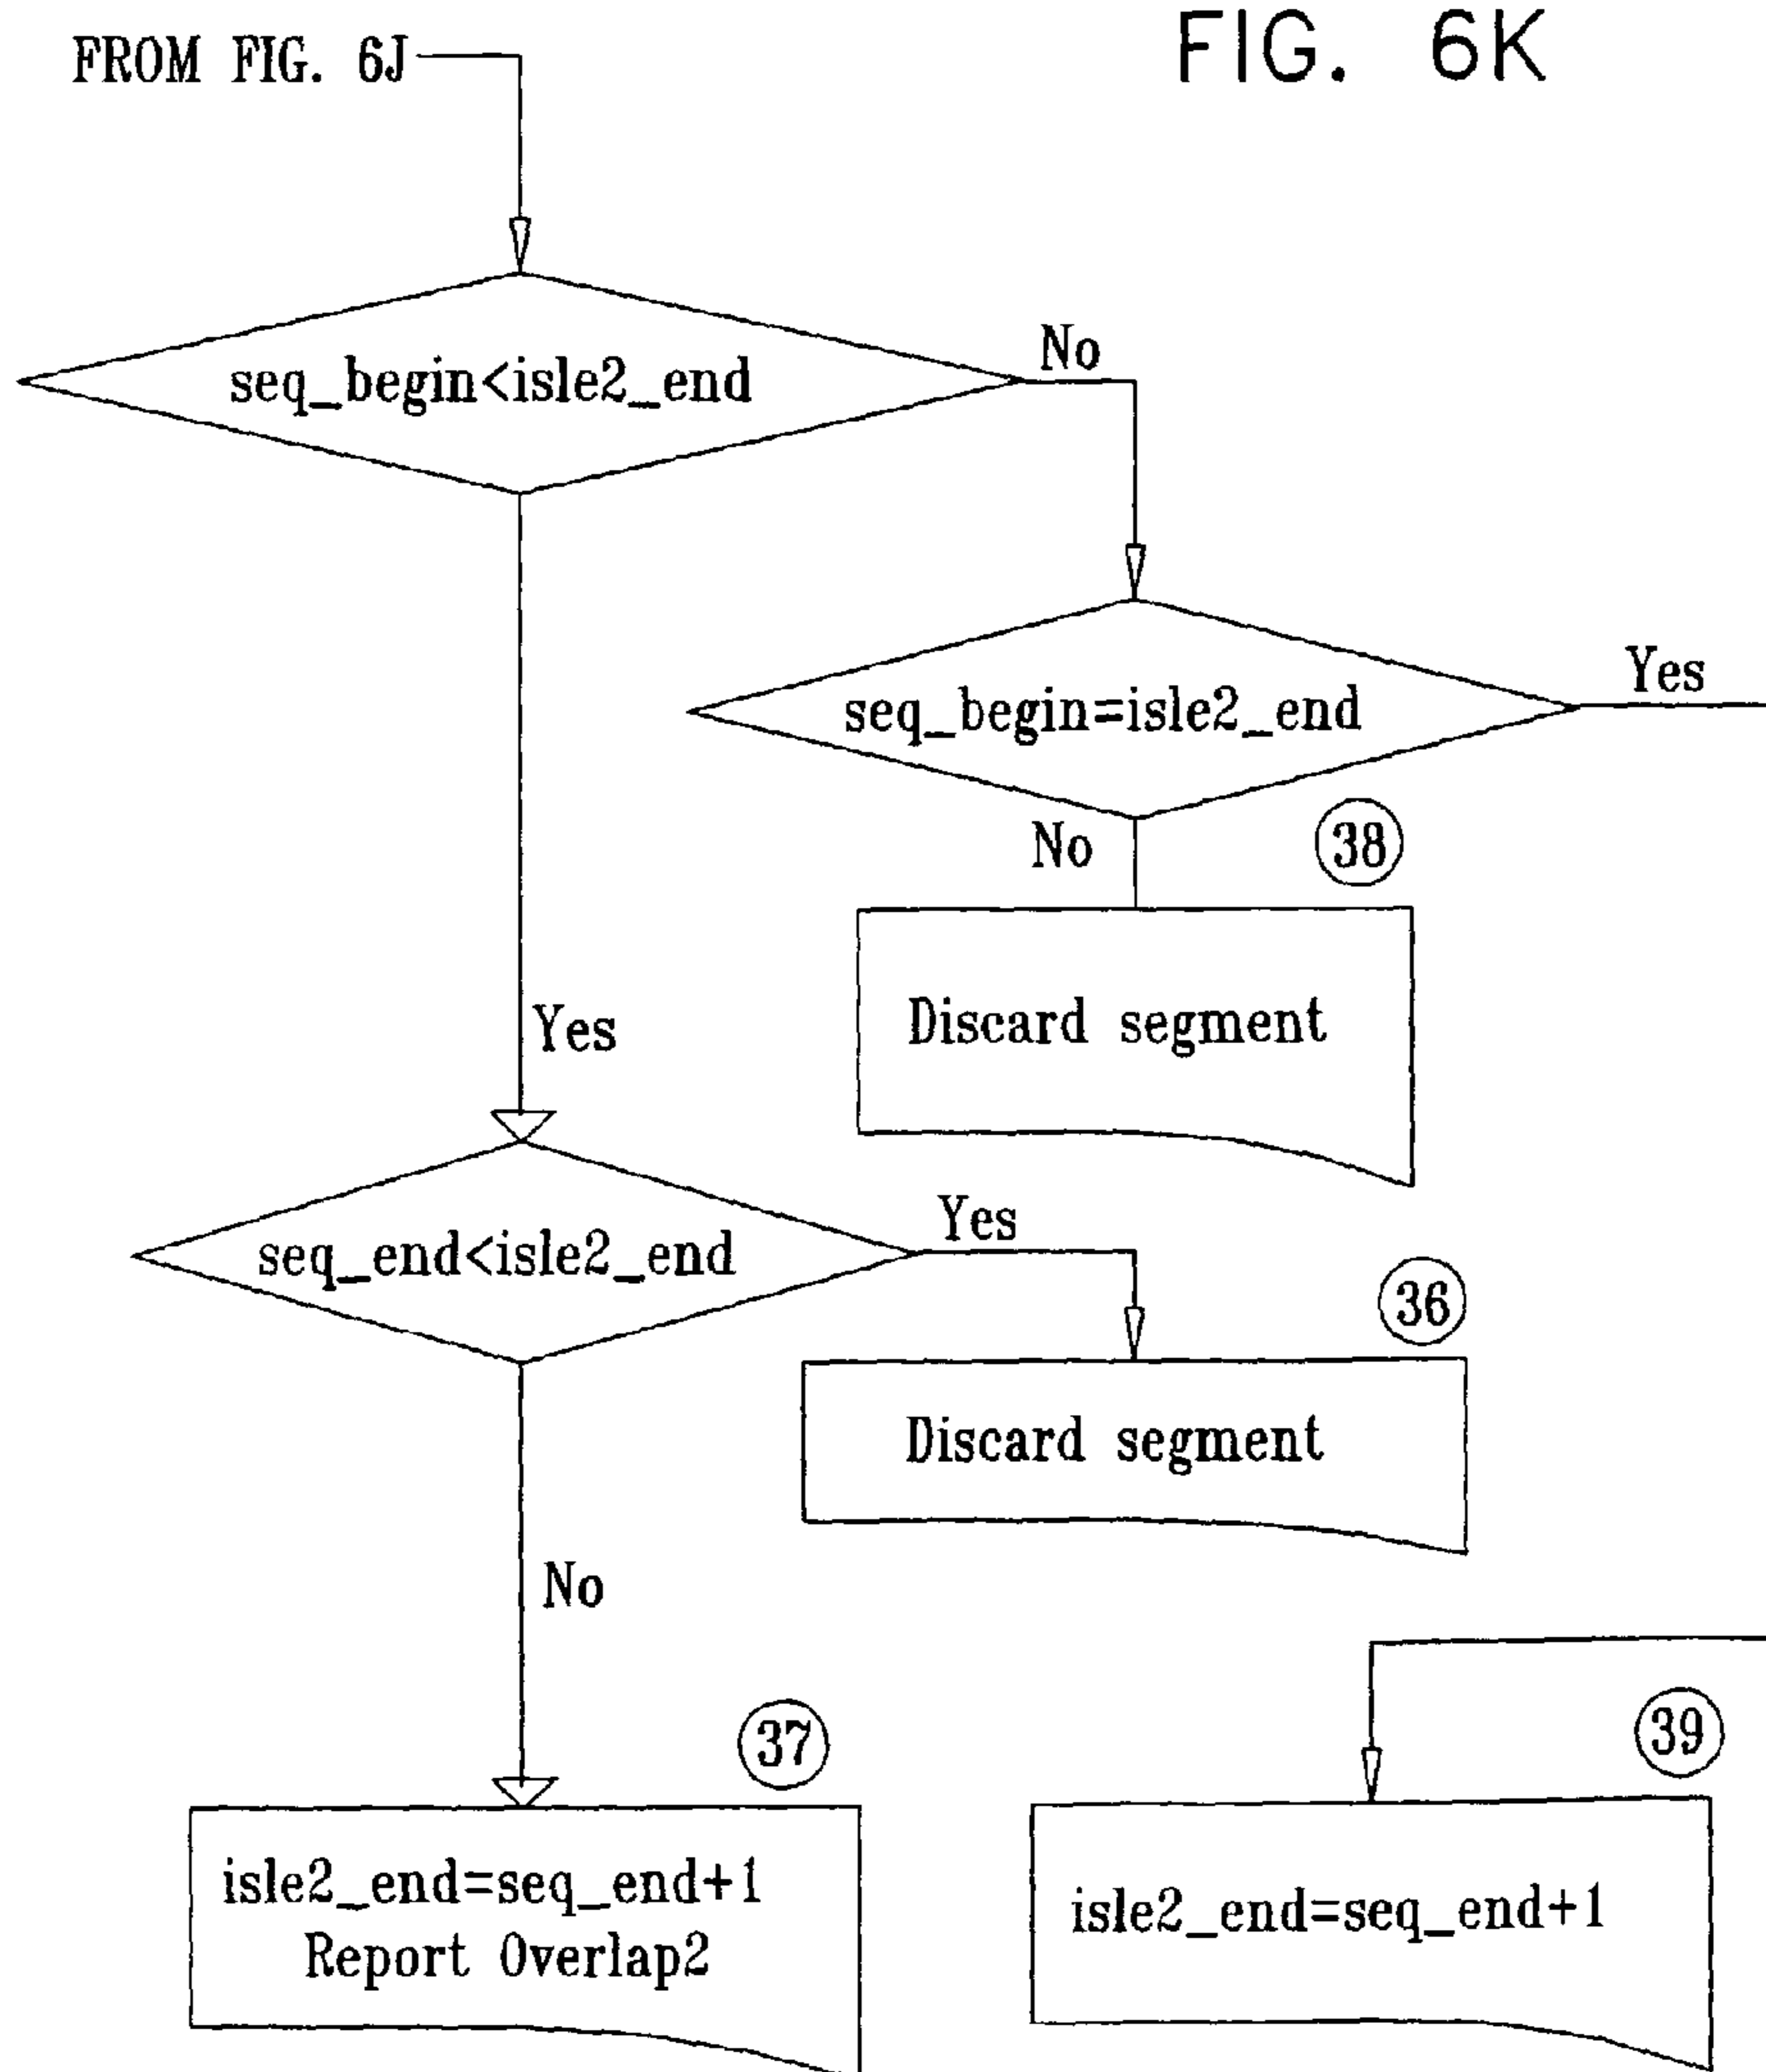 FROM FIG. 6J
FIG. 6K
seq_begin<isle2_end
No
seq_begin=isle2_end
Yes
No
38
Discard segment
Yes
seq_end<isle2_end
Yes
36
Discard segment
No
37
isle2_end=seq_end+1
Report Overlap2
39
isle2_end=seq_end+1